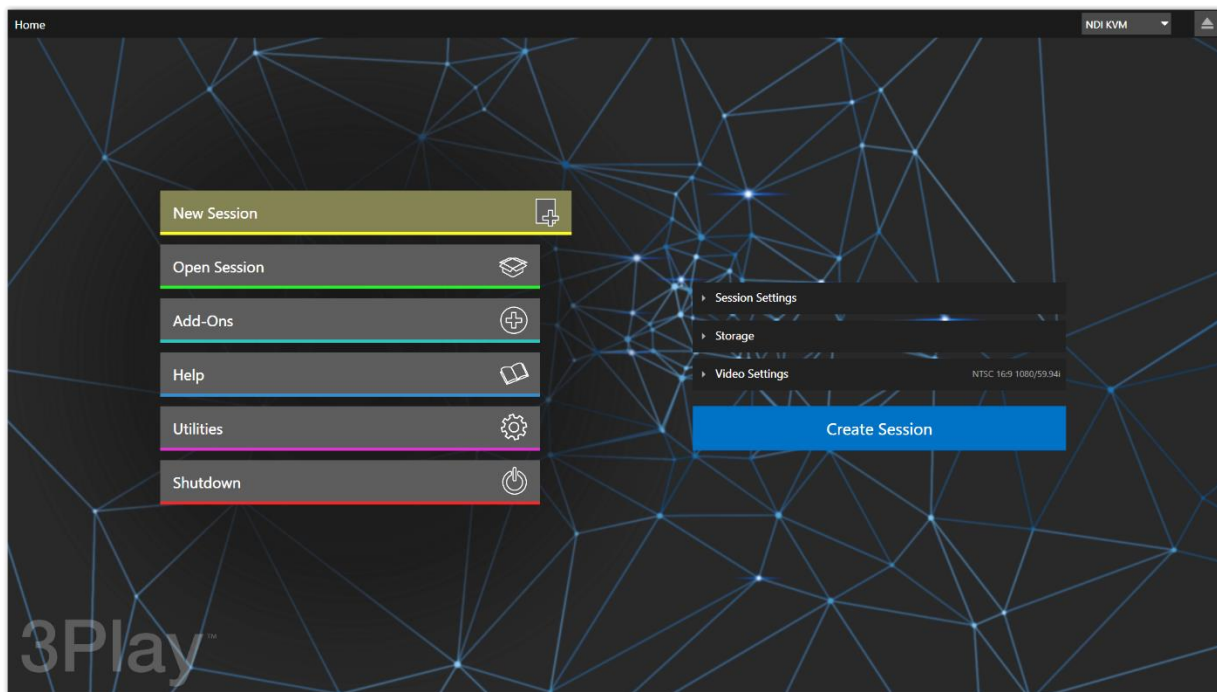 Home
NDI KVM
New Session
Open Session
Add-Ons
Help
Utilities
Shutdown
Session Settings
Storage
Video Settings NTSC 16:9 1080/59.94i
Create Session
3Play™